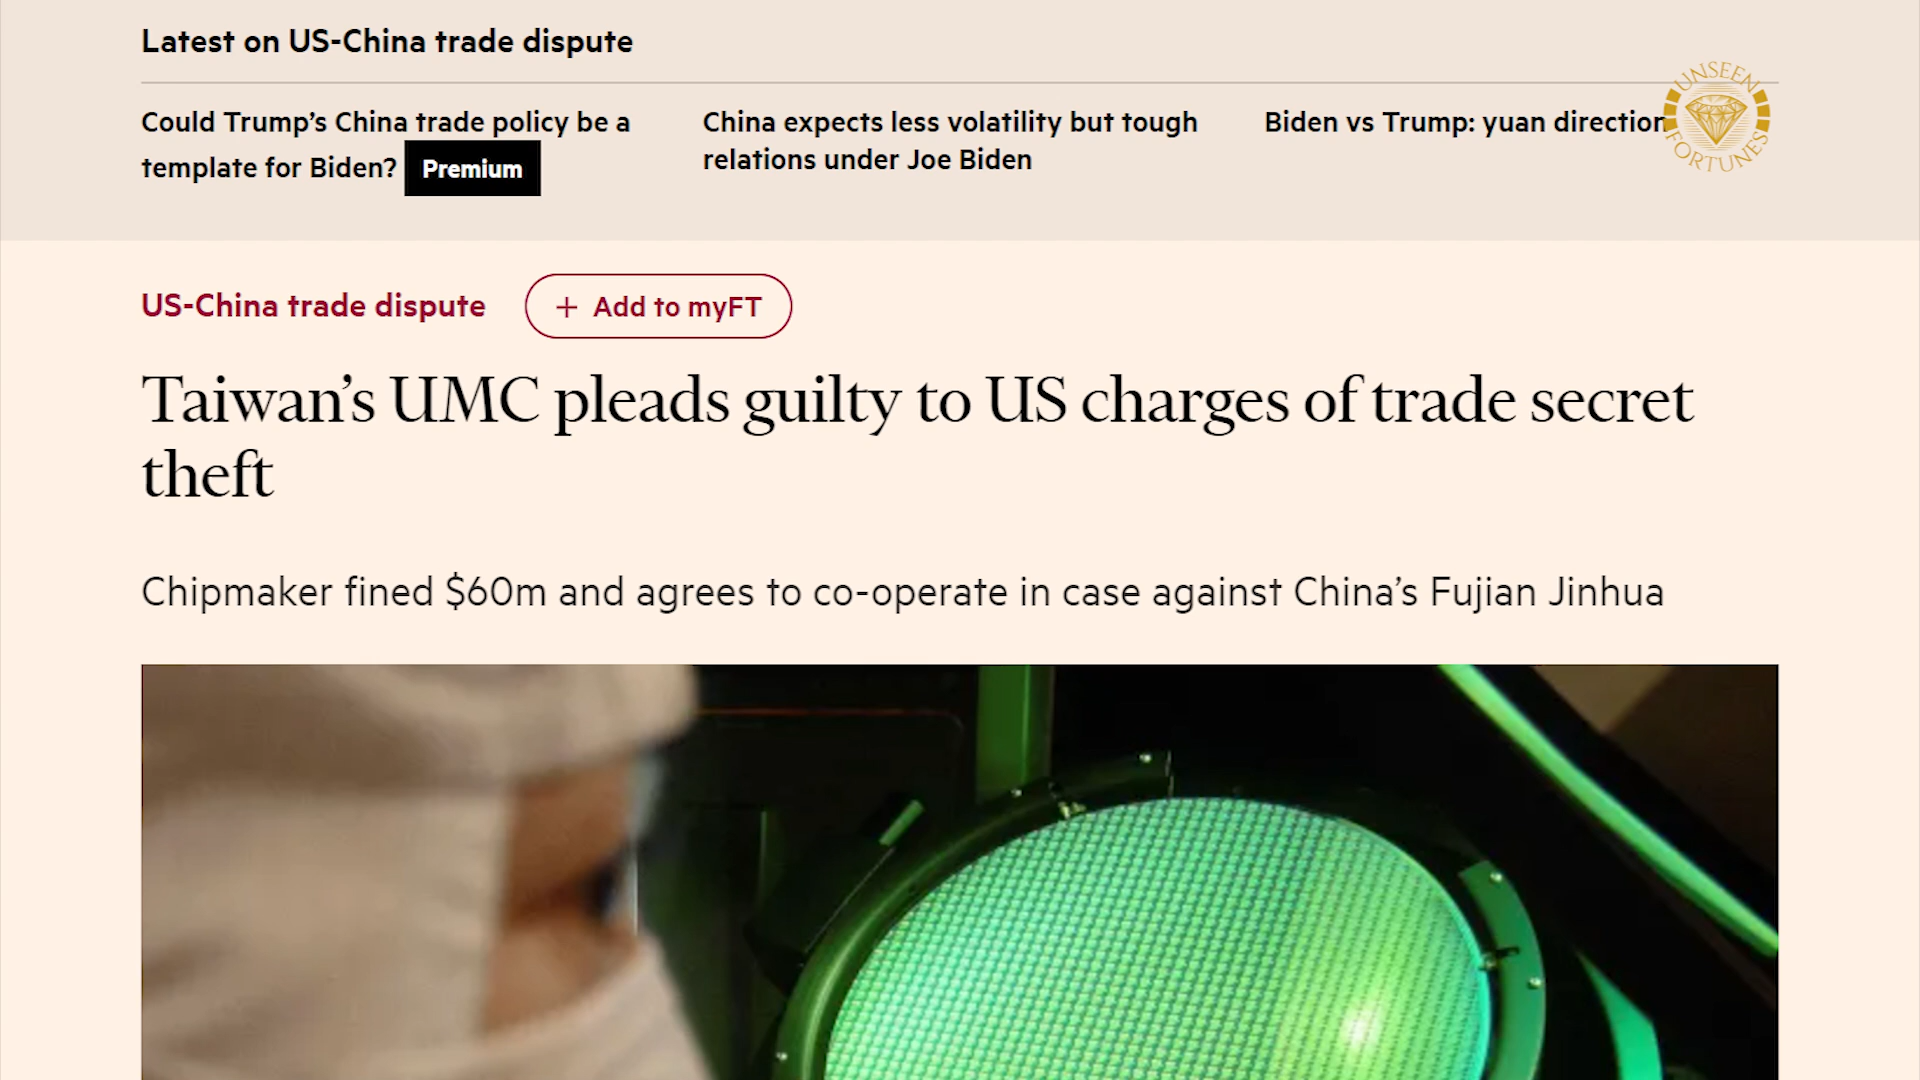 Latest on US-China trade dispute
Could Trump's China trade policy be a
template for Biden? Premium
China expects less volatility but tough
relations under Joe Biden
Biden vs Trump: yuan direction
UNSEEN
FORTUNES
US-China trade dispute
+ Add to myFT
Taiwan's UMC pleads guilty to US charges of trade secret
theft
Chipmaker fined $60m and agrees to co-operate in case against China's Fujian Jinhua